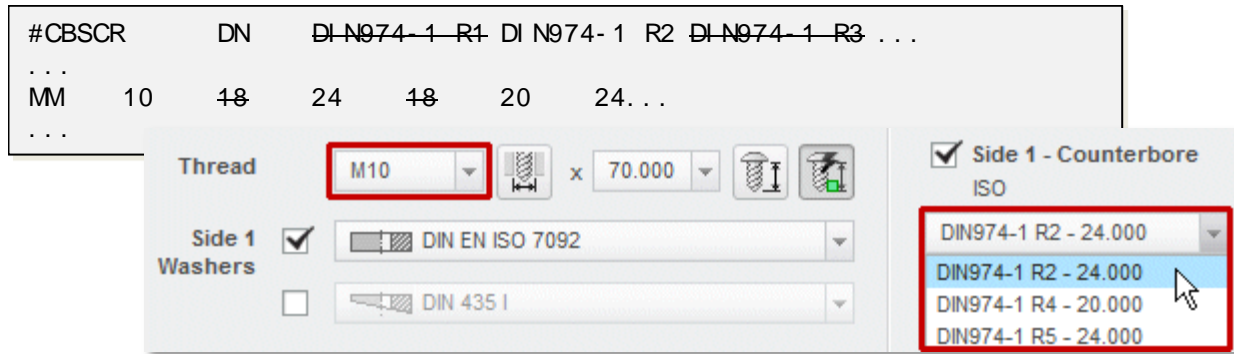 #CBSCR DN DIN974-1 R1 DIN974-1 R2 DIN974-1 R3 ...
...
MM 10 18 24 18 20 24...
...
Thread M10 x 70.000
Side 1 - Counterbore
ISO
Side 1
Washers
DIN EN ISO 7092
DIN 435 I
DIN974-1 R2 - 24.000
DIN974-1 R2 - 24.000
DIN974-1 R4 - 20.000
DIN974-1 R5 - 24.000